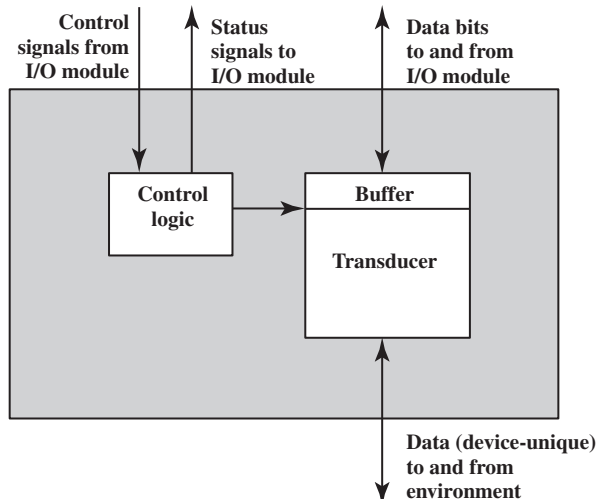 Control
signals from
I/O module
Status
signals to
I/O module
Data bits
to and from
I/O module
Control
logic
Buffer
Transducer
Data (device-unique)
to and from
environment